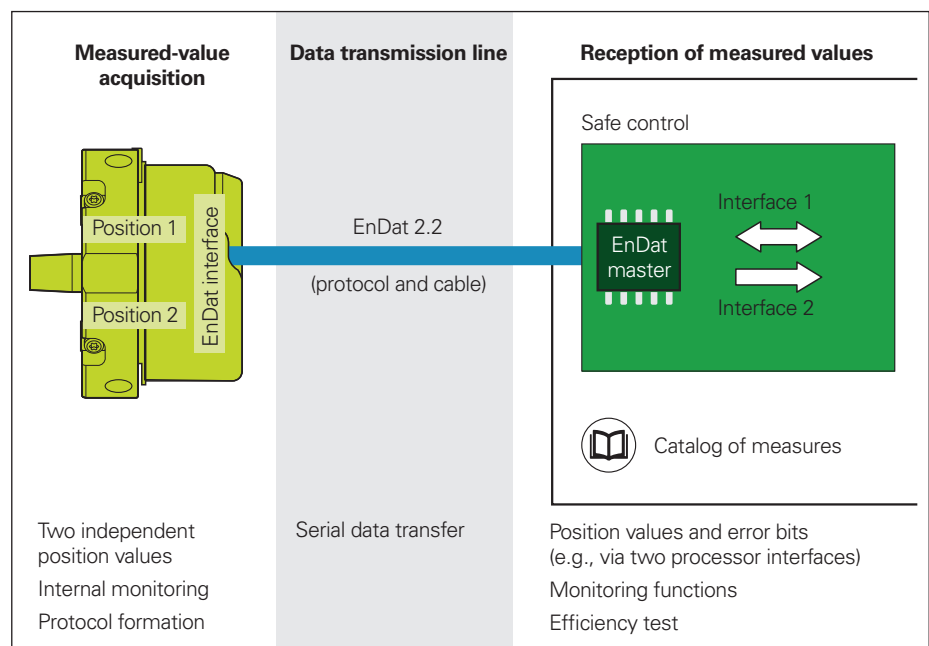 Measured-value
acquisition
Data transmission line
Reception of measured values
Safe control
Position 1
Position 2
EnDat interface
EnDat 2.2
(protocol and cable)
EnDat
master
Interface 1
Interface 2
Catalog of measures
Two independent
position values
Internal monitoring
Protocol formation
Serial data transfer
Position values and error bits
(e.g., via two processor interfaces)
Monitoring functions
Efficiency test